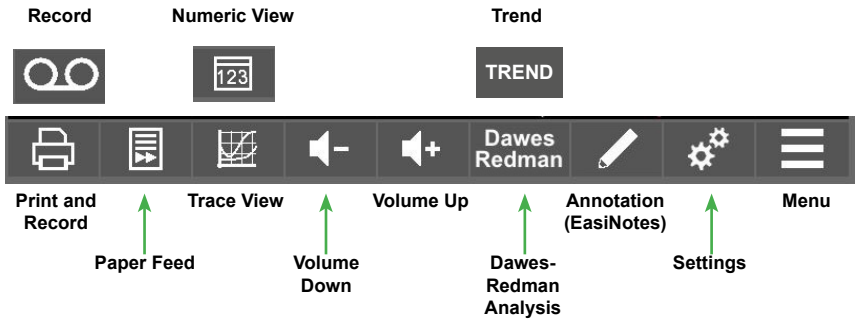 Record
Numeric View
Trend
123
TREND
Dawes
Redman
Print and
Record
Trace View
Volume Up
Annotation
(EasiNotes)
Menu
Paper Feed
Volume
Down
Dawes-
Redman
Analysis
Settings